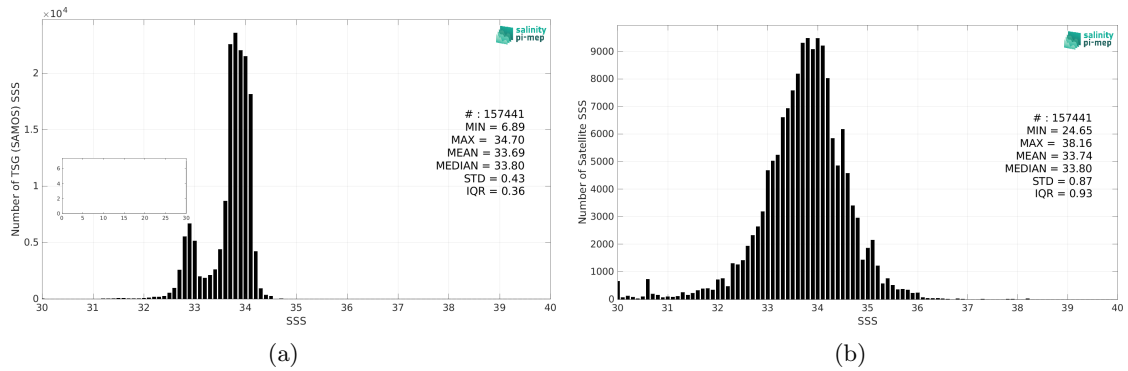 ×10⁴
salinity
pi-mep
2
1.5
1
0.5
0
Number of TSG (SAMOS) SSS
# : 157441
MIN = 6.89
MAX = 34.70
MEAN = 33.69
MEDIAN = 33.80
STD = 0.43
IQR = 0.36
6
4
2
0
0 5 10 15 20 25 30
30 31 32 33 34 35 36 37 38 39 40
SSS
(a)
salinity
pi-mep
9000
8000
7000
6000
5000
4000
3000
2000
1000
0
Number of Satellite SSS
# : 157441
MIN = 24.65
MAX = 38.16
MEAN = 33.74
MEDIAN = 33.80
STD = 0.87
IQR = 0.93
30 31 32 33 34 35 36 37 38 39 40
SSS
(b)